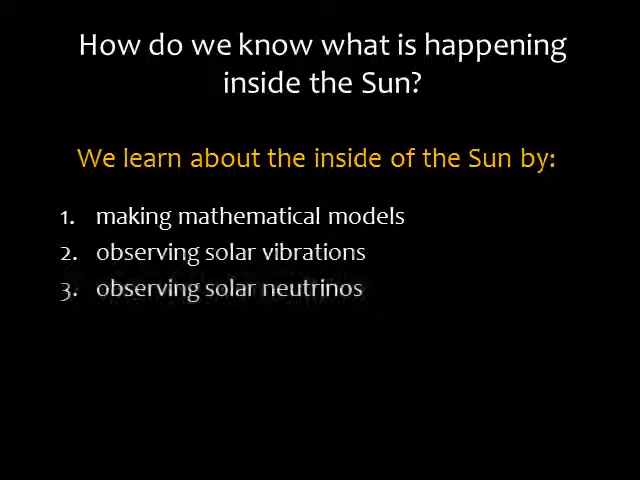 How do we know what is happening
inside the Sun?
We learn about the inside of the Sun by:
1. making mathematical models
2. observing solar vibrations
3. observing solar neutrinos